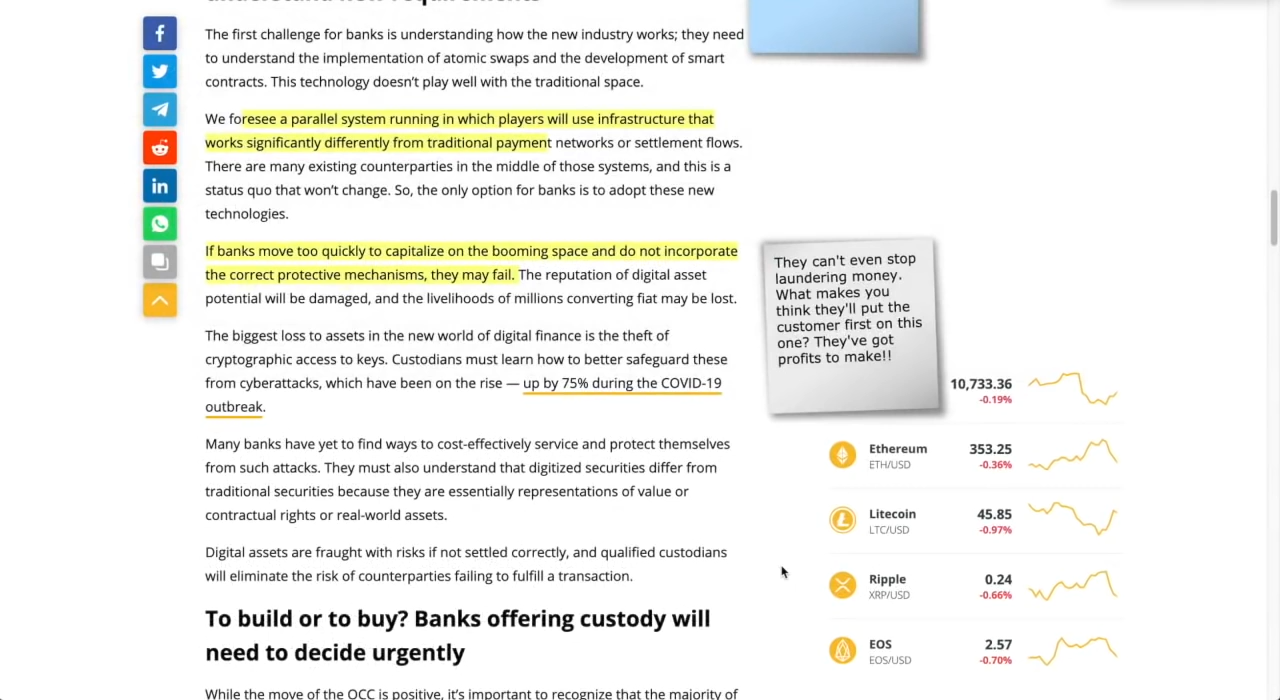 The first challenge for banks is understanding how the new industry works; they need
to understand the implementation of atomic swaps and the development of smart
contracts. This technology doesn’t play well with the traditional space.
We foresee a parallel system running in which players will use infrastructure that
works significantly differently from traditional payment networks or settlement flows.
There are many existing counterparties in the middle of those systems, and this is a
status quo that won’t change. So, the only option for banks is to adopt these new
technologies.
If banks move too quickly to capitalize on the booming space and do not incorporate
the correct protective mechanisms, they may fail. The reputation of digital asset
potential will be damaged, and the livelihoods of millions converting fiat may be lost.
The biggest loss to assets in the new world of digital finance is the theft of
cryptographic access to keys. Custodians must learn how to better safeguard these
from cyberattacks, which have been on the rise — up by 75% during the COVID-19
outbreak.
Many banks have yet to find ways to cost-effectively service and protect themselves
from such attacks. They must also understand that digitized securities differ from
traditional securities because they are essentially representations of value or
contractual rights or real-world assets.
Digital assets are fraught with risks if not settled correctly, and qualified custodians
will eliminate the risk of counterparties failing to fulfill a transaction.
To build or to buy? Banks offering custody will
need to decide urgently
While the move of the OCC is positive, it’s important to recognize that the majority of
They can't even stop
laundering money.
What makes you
think they'll put the
customer first on this
one? They've got
profits to make!!
10,733.36
-0.19%
Ethereum 353.25
ETH/USD -0.36%
Litecoin 45.85
LTC/USD -0.97%
Ripple 0.24
XRP/USD -0.66%
EOS 2.57
EOS/USD -0.70%